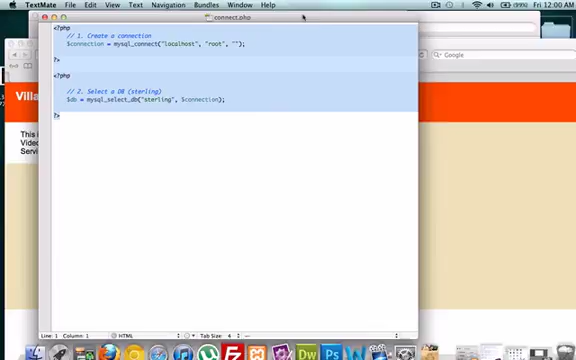 TextMate File Edit View Text Navigation Bundles Window Help
Fri 12:00 AM
connect.php
<?php
// 1. Create a connection
$connection = mysql_connect("localhost", "root", "");
?>
<?php
// 2. Select a DB (sterling)
$db = mysql_select_db("sterling", $connection);
?>
Google
Villa
This i
Video
Servi
Line: 1 Column: 1
HTML
Tab Size: 4
Dw
Ps